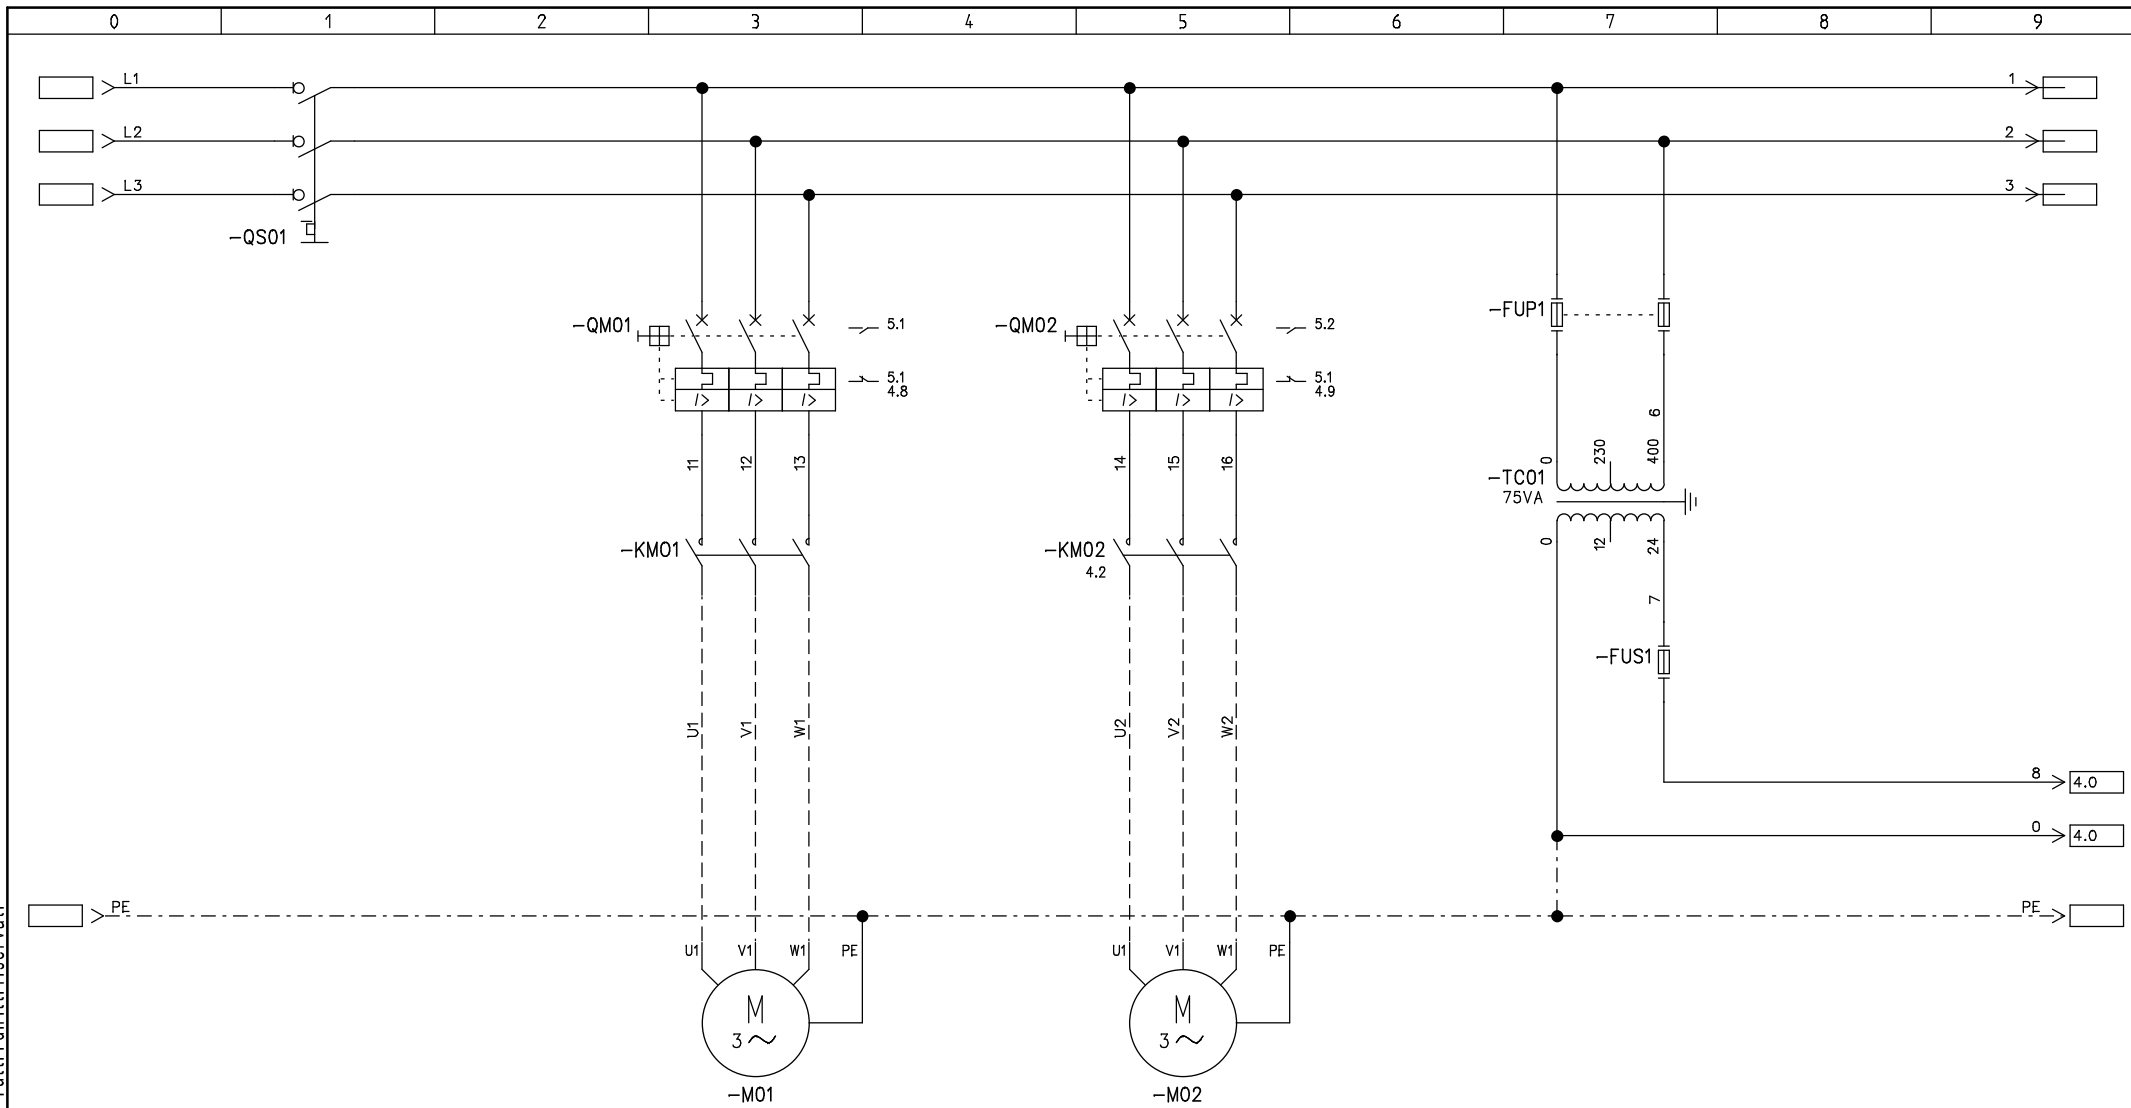 0 1 2 3 4 5 6 7 8 9
L1 1
L2 2
L3 3
-QS01
-QM01 5.1
5.1
4.8
-QM02 5.2
5.1
4.9
-FUP1
11 12 13
14 15 16
6
0 230 400
-TC01
75VA
0 12 24
-KM01
-KM02
4.2
7
-FUS1
U1 V1 W1
U2 V2 W2
8 4.0
0 4.0
PE PE
U1 V1 W1 PE
U1 V1 W1 PE
M
3~
M
3~
-M01
-M02
I> I> I>
I> I> I>